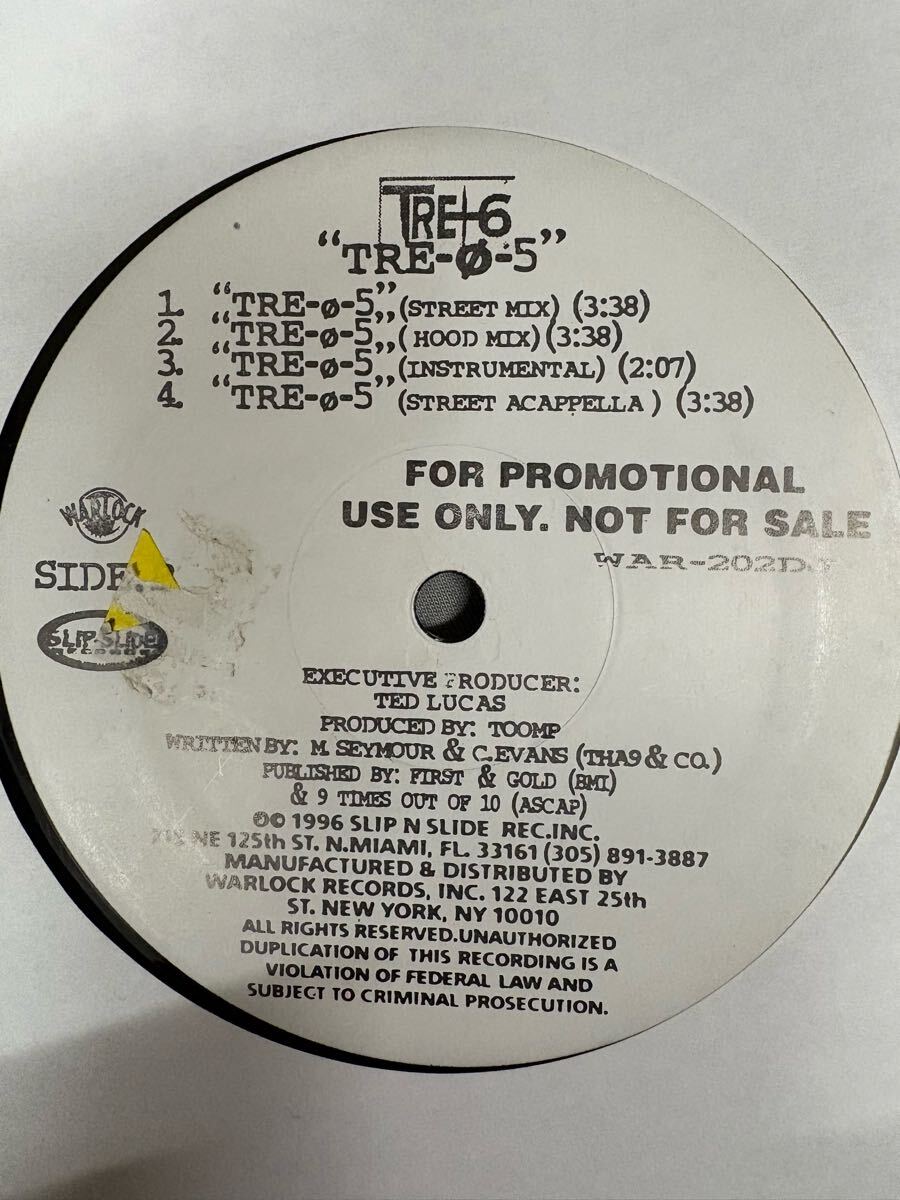 TRE+6
"TRE-Ø-5"
1. "TRE-Ø-5" (STREET MIX) (3:38)
2. "TRE-Ø-5" (HOOD MIX) (3:38)
3. "TRE-Ø-5" (INSTRUMENTAL) (2:07)
4. "TRE-Ø-5" (STREET ACAPPELLA) (3:38)
FOR PROMOTIONAL
USE ONLY. NOT FOR SALE
WAR-202DJ
WARLOCK
SIDE:
SLIP-SLIDE
RECORDS
EXECUTIVE PRODUCER:
TED LUCAS
PRODUCED BY: TOOMP
WRITTEN BY: M. SEYMOUR & C.EVANS (THA9 & CO.)
PUBLISHED BY: FIRST & GOLD (BMI)
& 9 TIMES OUT OF 10 (ASCAP)
℗© 1996 SLIP N SLIDE REC.INC.
NE 125th ST. N.MIAMI, FL. 33161 (305) 891-3887
MANUFACTURED & DISTRIBUTED BY
WARLOCK RECORDS, INC. 122 EAST 25th
ST. NEW YORK, NY 10010
ALL RIGHTS RESERVED.UNAUTHORIZED
DUPLICATION OF THIS RECORDING IS A
VIOLATION OF FEDERAL LAW AND
SUBJECT TO CRIMINAL PROSECUTION.